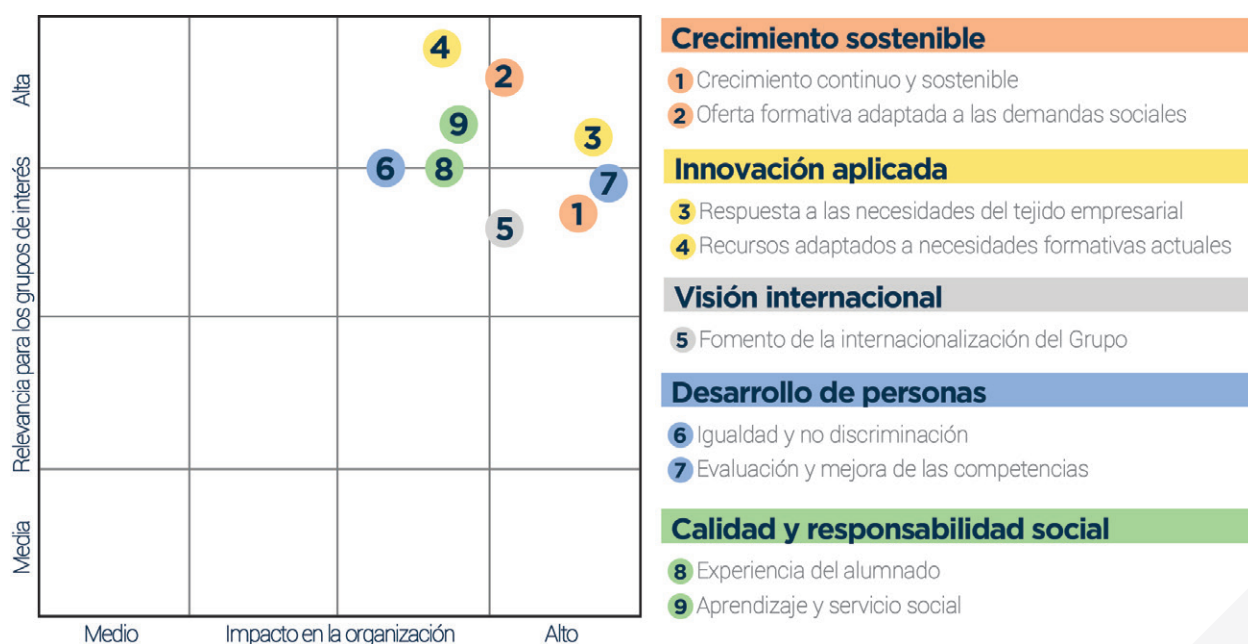 Alta
Relevancia para los grupos de interés
Media
4
2
9
3
6
8
7
1
5
Medio
Impacto en la organización
Alto
Crecimiento sostenible
1 Crecimiento continuo y sostenible
2 Oferta formativa adaptada a las demandas sociales
Innovación aplicada
3 Respuesta a las necesidades del tejido empresarial
4 Recursos adaptados a necesidades formativas actuales
Visión internacional
5 Fomento de la internacionalización del Grupo
Desarrollo de personas
6 Igualdad y no discriminación
7 Evaluación y mejora de las competencias
Calidad y responsabilidad social
8 Experiencia del alumnado
9 Aprendizaje y servicio social